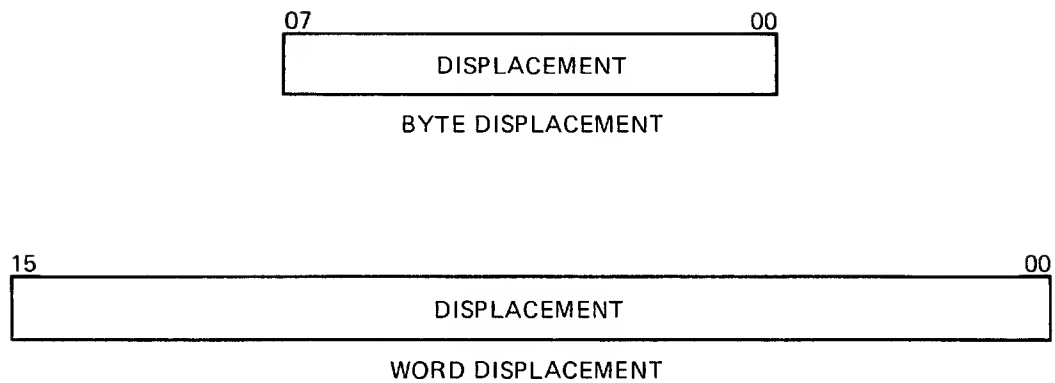 07 00
DISPLACEMENT
BYTE DISPLACEMENT
15 00
DISPLACEMENT
WORD DISPLACEMENT